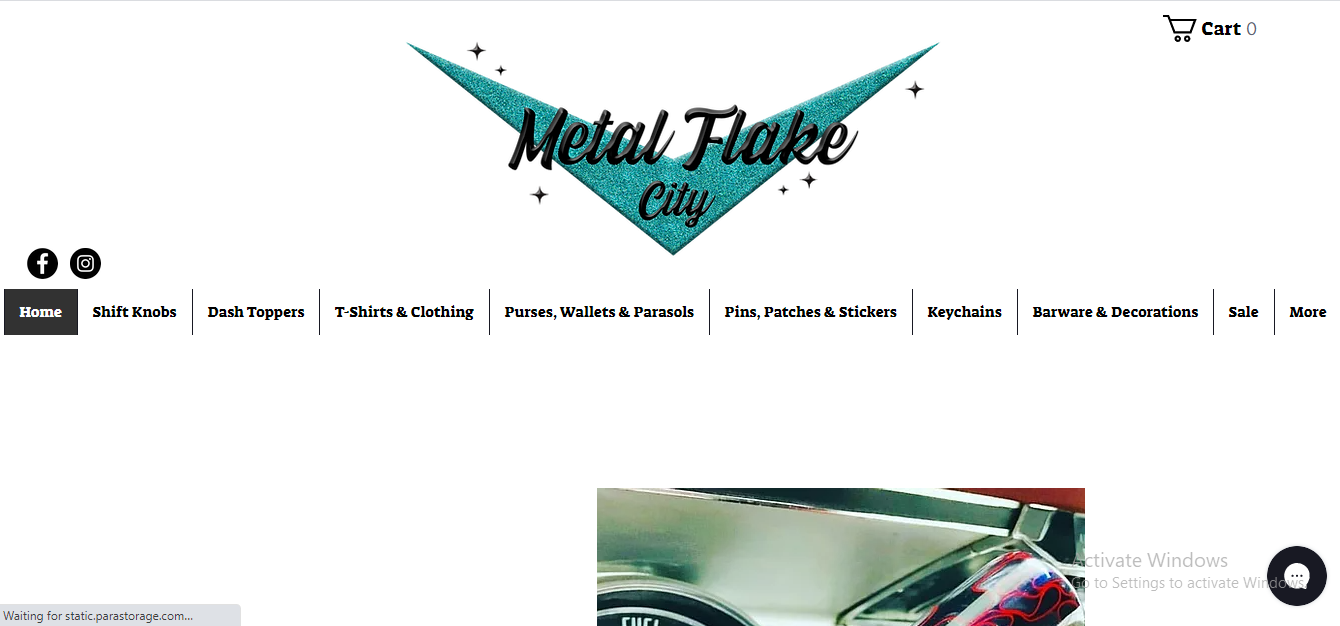 Cart 0
Metal Flake
City
Home
Shift Knobs
Dash Toppers
T-Shirts & Clothing
Purses, Wallets & Parasols
Pins, Patches & Stickers
Keychains
Barware & Decorations
Sale
More
FUEL
Activate Windows
Go to Settings to activate Windows.
Waiting for static.parastorage.com...